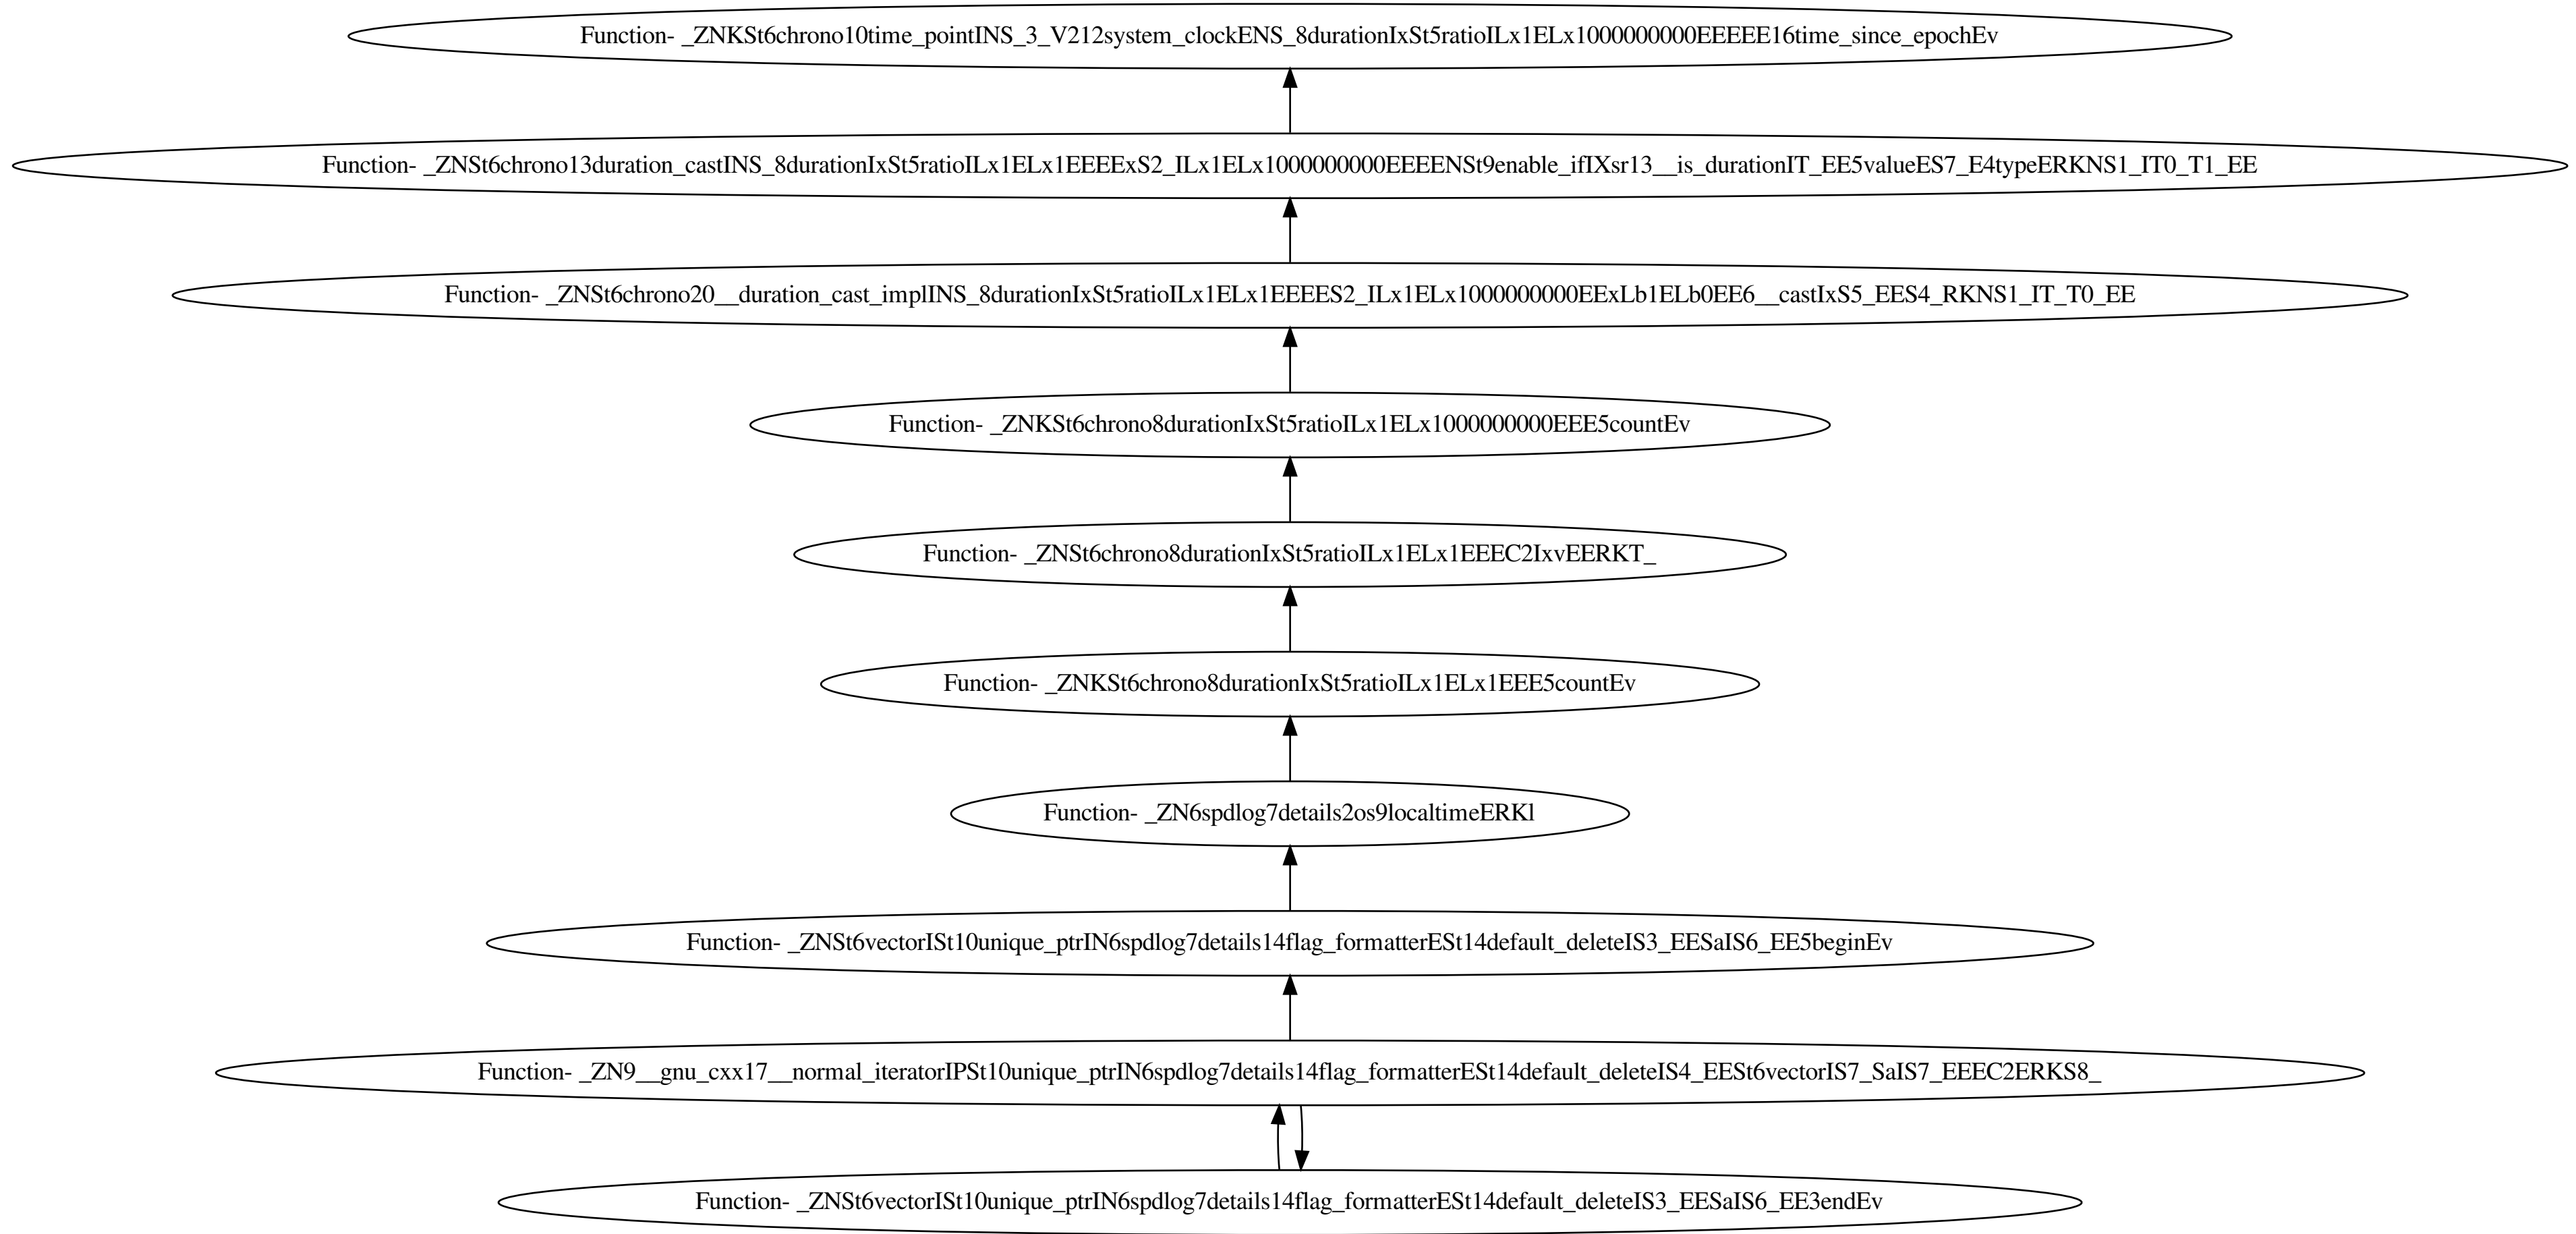 Function- _ZNKSt6chrono10time_pointINS_3_V212system_clockENS_8durationIxSt5ratioILx1ELx1000000000EEEEE16time_since_epochEv
Function- _ZNSt6chrono13duration_castINS_8durationIxSt5ratioILx1ELx1EEEExS2_ILx1ELx1000000000EEEENSt9enable_ifIXsr13__is_durationIT_EE5valueES7_E4typeERKNS1_IT0_T1_EE
Function- _ZNSt6chrono20__duration_cast_implINS_8durationIxSt5ratioILx1ELx1EEEES2_ILx1ELx1000000000EExLb1ELb0EE6__castIxS5_EES4_RKNS1_IT_T0_EE
Function- _ZNKSt6chrono8durationIxSt5ratioILx1ELx1000000000EEE5countEv
Function- _ZNSt6chrono8durationIxSt5ratioILx1ELx1EEEC2IxvEERKT_
Function- _ZNKSt6chrono8durationIxSt5ratioILx1ELx1EEE5countEv
Function- _ZN6spdlog7details2os9localtimeERKl
Function- _ZNSt6vectorISt10unique_ptrIN6spdlog7details14flag_formatterESt14default_deleteIS3_EESaIS6_EE5beginEv
Function- _ZN9__gnu_cxx17__normal_iteratorIPSt10unique_ptrIN6spdlog7details14flag_formatterESt14default_deleteIS4_EESt6vectorIS7_SaIS7_EEEC2ERKS8_
Function- _ZNSt6vectorISt10unique_ptrIN6spdlog7details14flag_formatterESt14default_deleteIS3_EESaIS6_EE3endEv